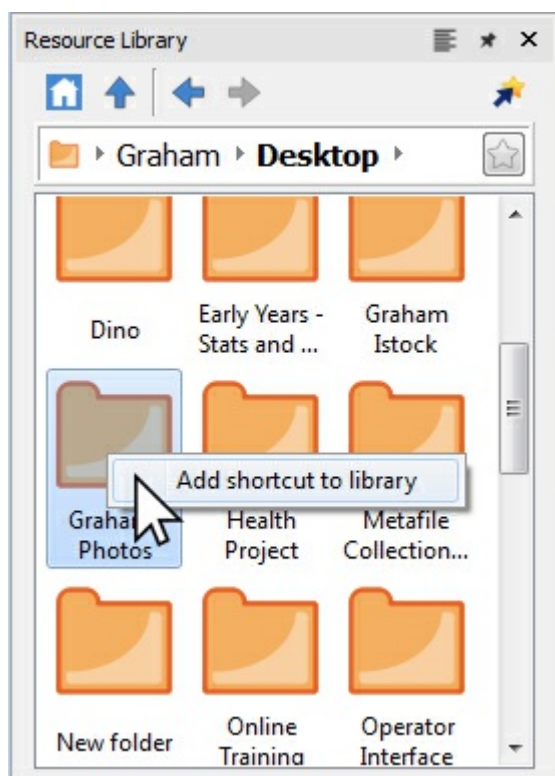 Resource Library
Graham Desktop
Dino
Early Years -
Stats and ...
Graham
Istock
Add shortcut to library
Photos
Health
Project
Metafile
Collection...
New folder
Online
Training
Operator
Interface